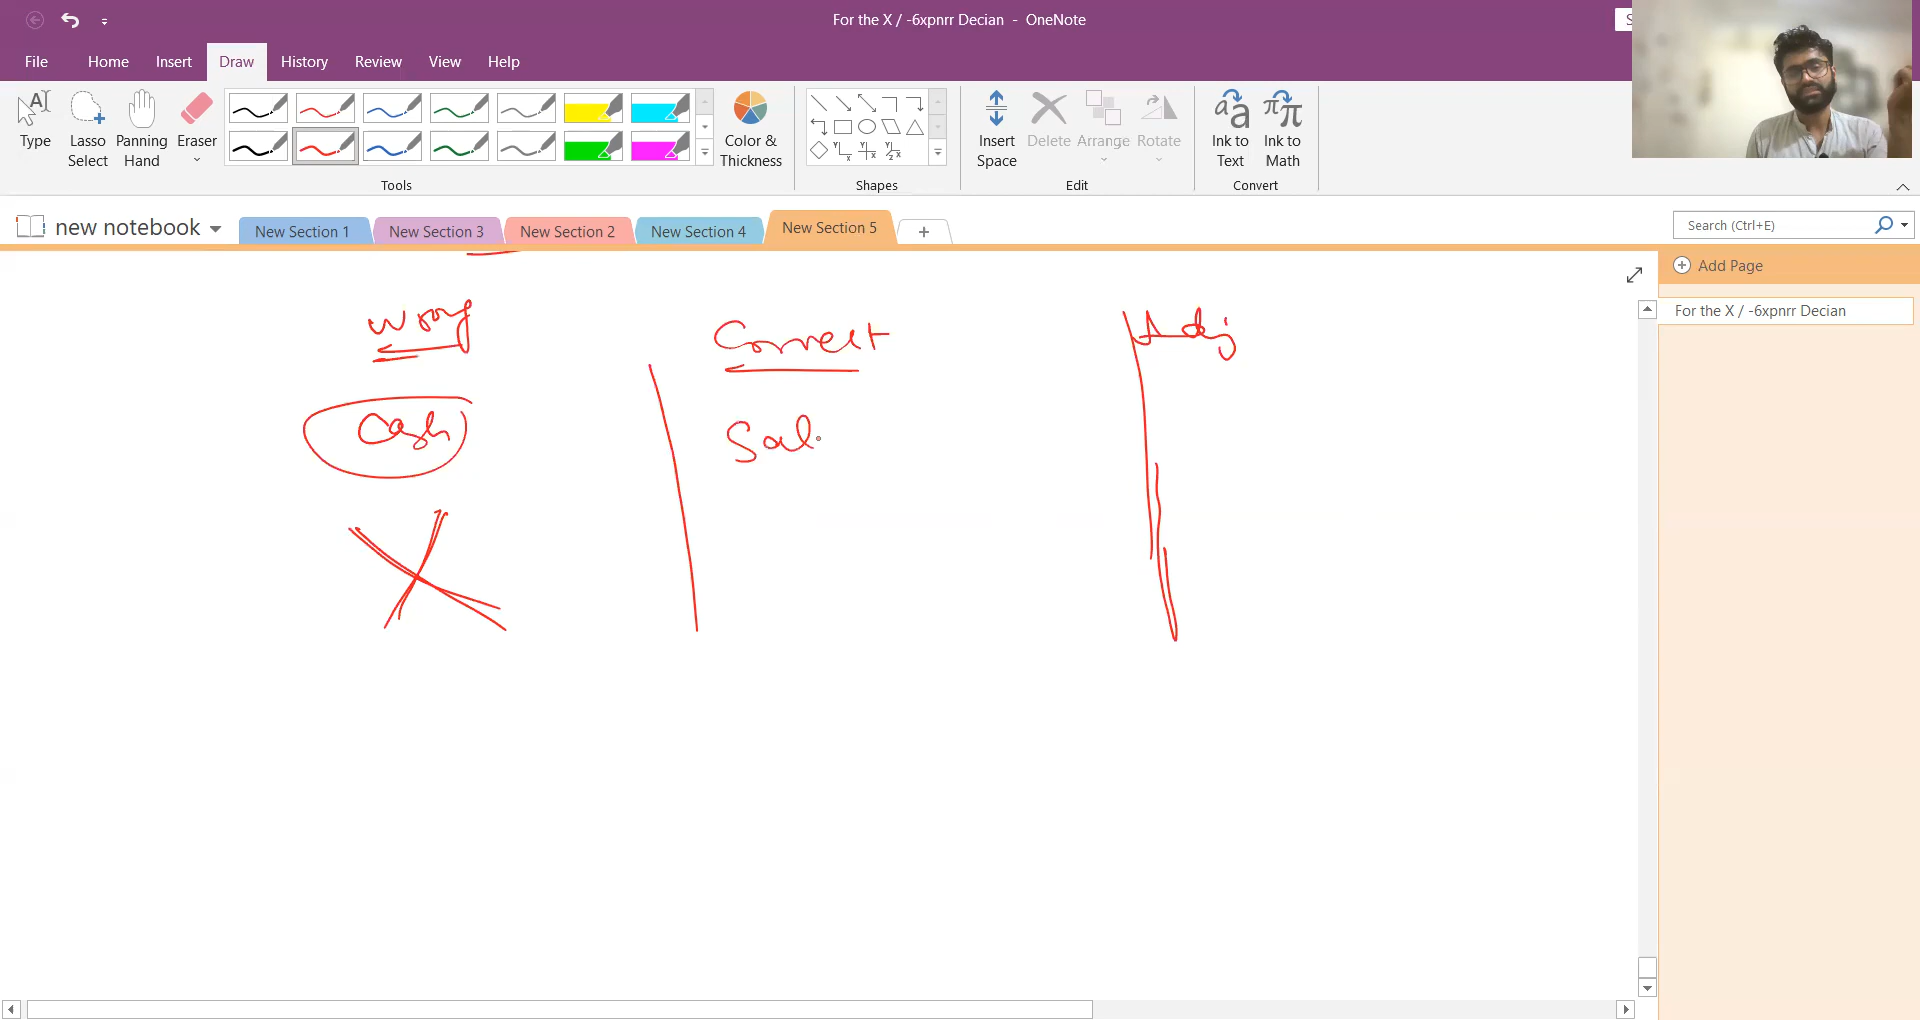 For the X / -6xpnrr Decian - OneNote
S
File Home Insert Draw History Review View Help
Type
Lasso Select
Panning Hand
Eraser
Color & Thickness
Insert Space
Delete
Arrange
Rotate
Ink to Text
Ink to Math
Tools
Shapes
Edit
Convert
new notebook
New Section 1
New Section 3
New Section 2
New Section 4
New Section 5
Search (Ctrl+E)
Add Page
For the X / -6xpnrr Decian
Wrong
Correct
Adj
Cash
Sal